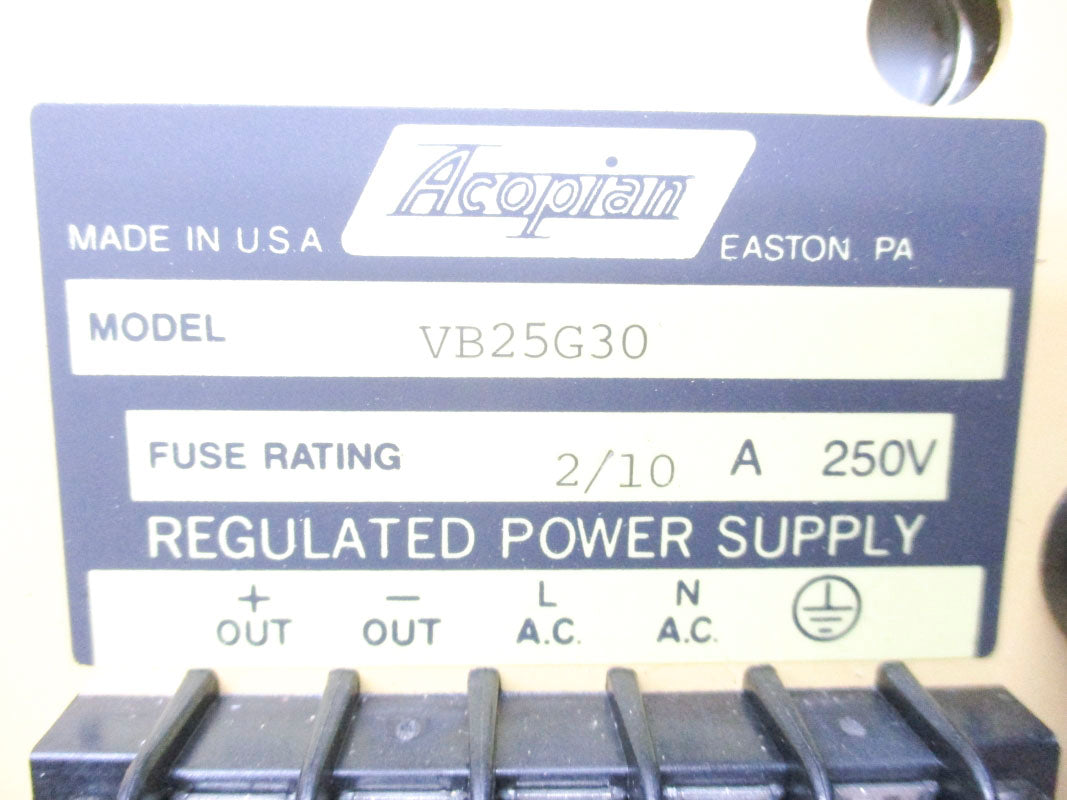 Acopian
MADE IN U.S.A
EASTON. PA
MODEL VB25G30
FUSE RATING 2/10 A 250V
REGULATED POWER SUPPLY
+ − L N
OUT OUT A.C. A.C.